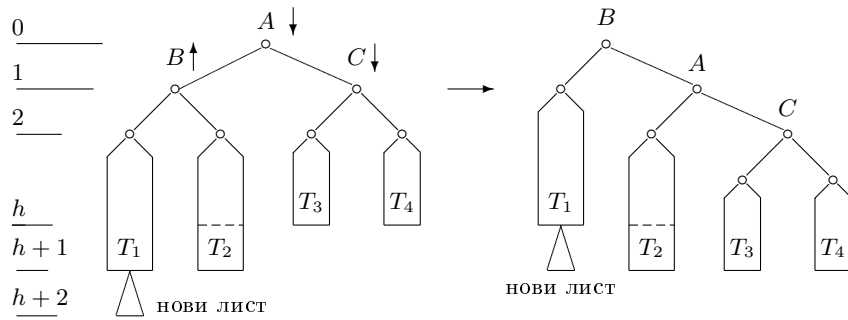 0
A
B
B
C
1
A
2
C
h
T₃
T₄
T₁
h + 1
T₁
T₂
T₂
T₃
T₄
нови лист
h + 2
нови лист